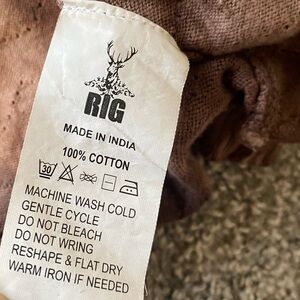 RIG
MADE IN INDIA
100% COTTON
30
MACHINE WASH COLD
GENTLE CYCLE
DO NOT BLEACH
DO NOT WRING
RESHAPE & FLAT DRY
WARM IRON IF NEEDED